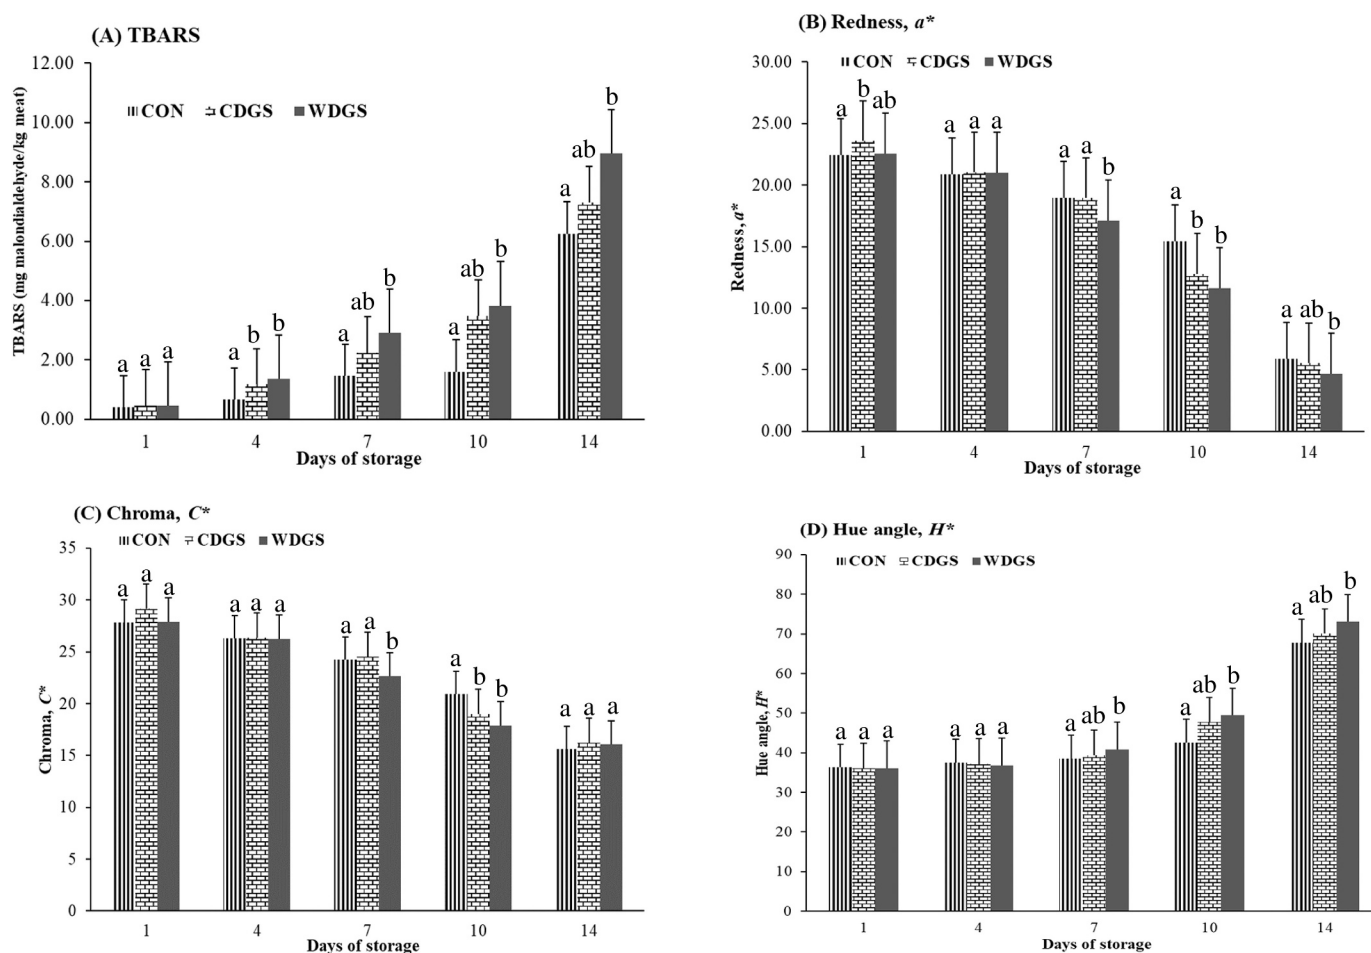 (A) TBARS
12.00
10.00
8.00
6.00
4.00
2.00
0.00
TBARS (mg malondialdehyde/kg meat)
CON CDGS WDGS
a a a
a b b
a ab b
a ab b
a ab b
1 4 7 10 14
Days of storage
(B) Redness, a*
30.00
25.00
20.00
15.00
10.00
5.00
0.00
Redness, a*
CON CDGS WDGS
a b ab
a a a
a a b
a b b
a ab b
1 4 7 10 14
Days of storage
(C) Chroma, C*
35
30
25
20
15
10
5
0
Chroma, C*
CON CDGS WDGS
a a a
a a a
a a b
a b b
a a a
1 4 7 10 14
Days of storage
(D) Hue angle, H*
90
80
70
60
50
40
30
20
10
0
Hue angle, H*
CON CDGS WDGS
a a a
a a a
a ab b
a ab b
a ab b
1 4 7 10 14
Days of storage